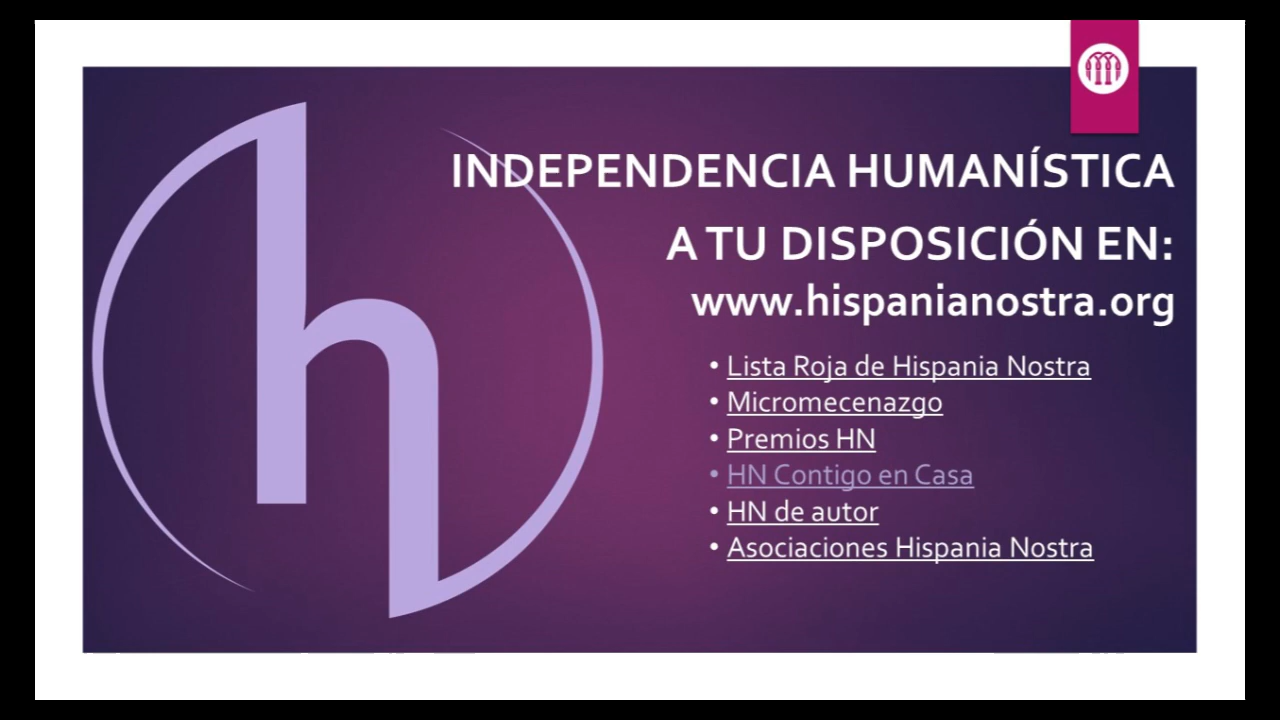 INDEPENDENCIA HUMANÍSTICA
A TU DISPOSICIÓN EN:
www.hispanianostra.org
• Lista Roja de Hispania Nostra
• Micromecenazgo
• Premios HN
• HN Contigo en Casa
• HN de autor
• Asociaciones Hispania Nostra